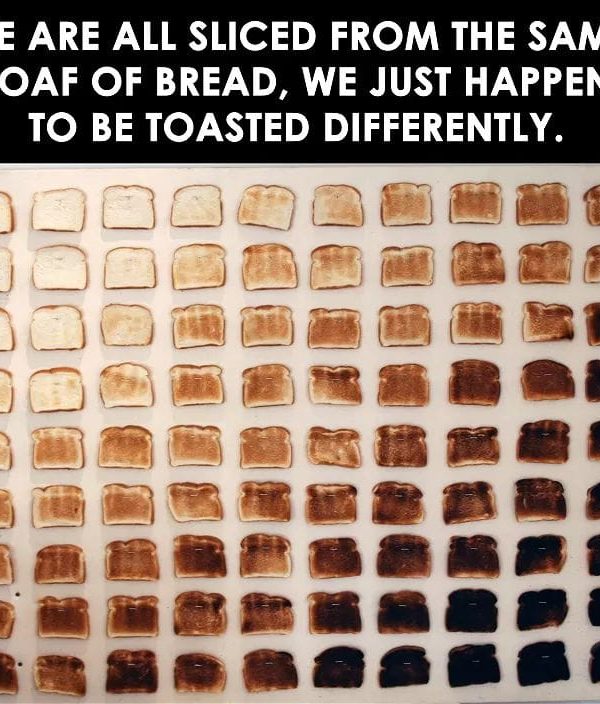 E ARE ALL SLICED FROM THE SAM
OAF OF BREAD, WE JUST HAPPEN
TO BE TOASTED DIFFERENTLY.